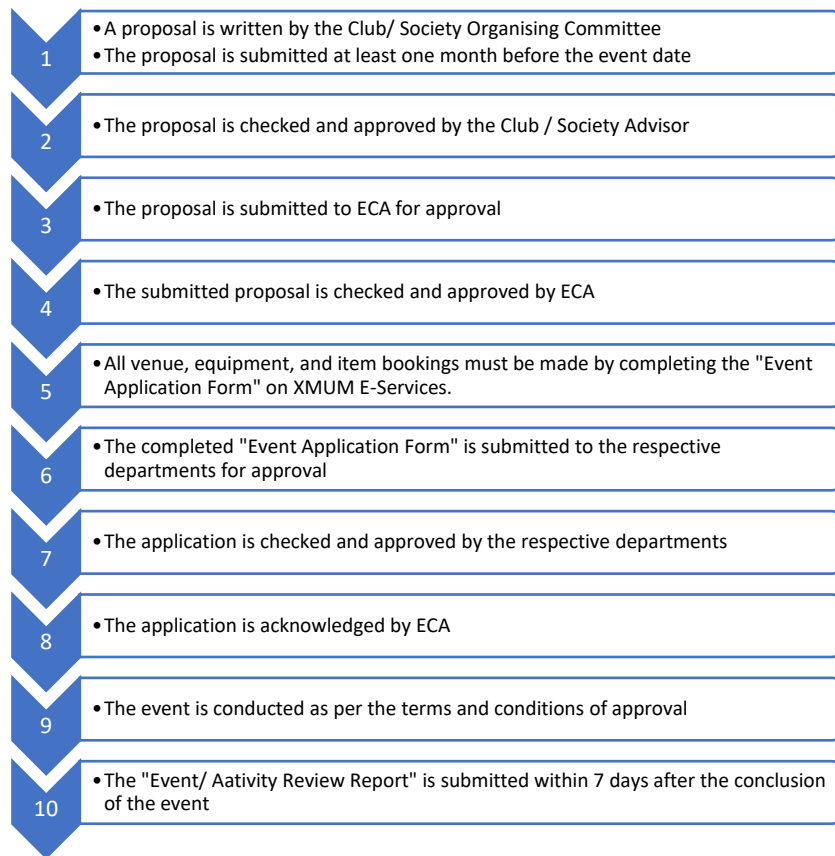 1
•A proposal is written by the Club/ Society Organising Committee
•The proposal is submitted at least one month before the event date
2
•The proposal is checked and approved by the Club / Society Advisor
3
•The proposal is submitted to ECA for approval
4
•The submitted proposal is checked and approved by ECA
5
•All venue, equipment, and item bookings must be made by completing the "Event
Application Form" on XMUM E-Services.
6
•The completed "Event Application Form" is submitted to the respective
departments for approval
7
•The application is checked and approved by the respective departments
8
•The application is acknowledged by ECA
9
•The event is conducted as per the terms and conditions of approval
10
•The "Event/ Aativity Review Report" is submitted within 7 days after the conclusion
of the event